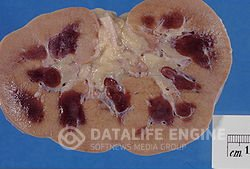 DATALIFE ENGINE
SOFTNEWS MEDIA GROUP
cm 1